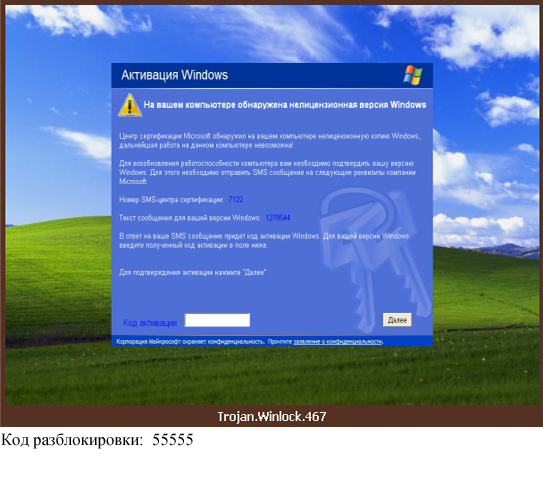 Активация Windows
На вашем компьютере обнаружена нелицензионная версия Windows
Центр сертификации Microsoft обнаружил на вашем компьютере нелицензионную копию Windows,
дальнейшая работа на данном компьютере невозможна!
Для возобновления работоспособности компьютера вам необходимо подтвердить вашу версию
Windows. Для этого необходимо отправить SMS сообщение на следующие реквизиты компании
Microsoft:
Номер SMS-центра сертификации: 7122
Текст сообщения для вашей версии Windows: 1278544
В ответ на ваше SMS сообщение придет код активации Windows. Для вашей версии Windows
введите полученный код активации в поле ниже.
Для подтверждения активации нажмите "Далее"
Код активации
Далее
Корпорация Майкрософт охраняет конфиденциальность. Прочтите заявление о конфиденциальности.
Trojan.Winlock.467
Код разблокировки: 55555